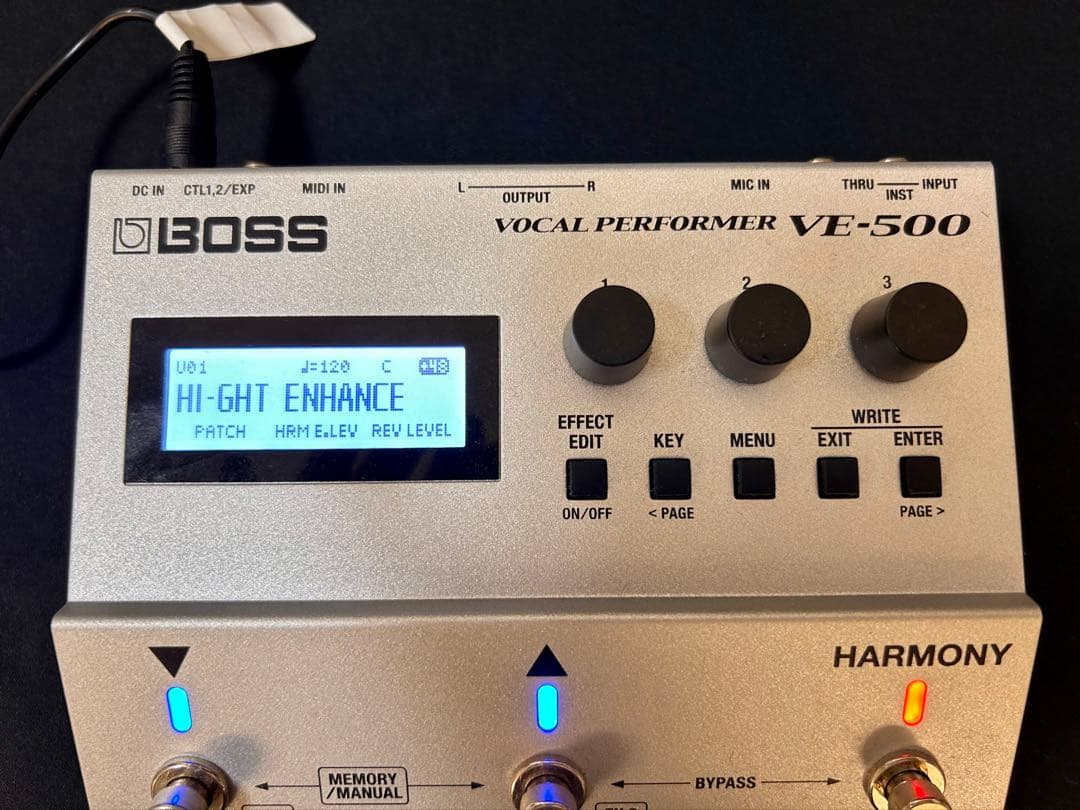 DC IN CTL1,2/EXP MIDI IN L OUTPUT R MIC IN THRU INST INPUT
BOSS
VOCAL PERFORMER VE-500
1 2 3
U01 ♩=120 C
HI-GHT ENHANCE
PATCH HRM E.LEV REV LEVEL
WRITE
EFFECT EDIT KEY MENU EXIT ENTER
ON/OFF < PAGE PAGE >
HARMONY
MEMORY
/MANUAL
BYPASS